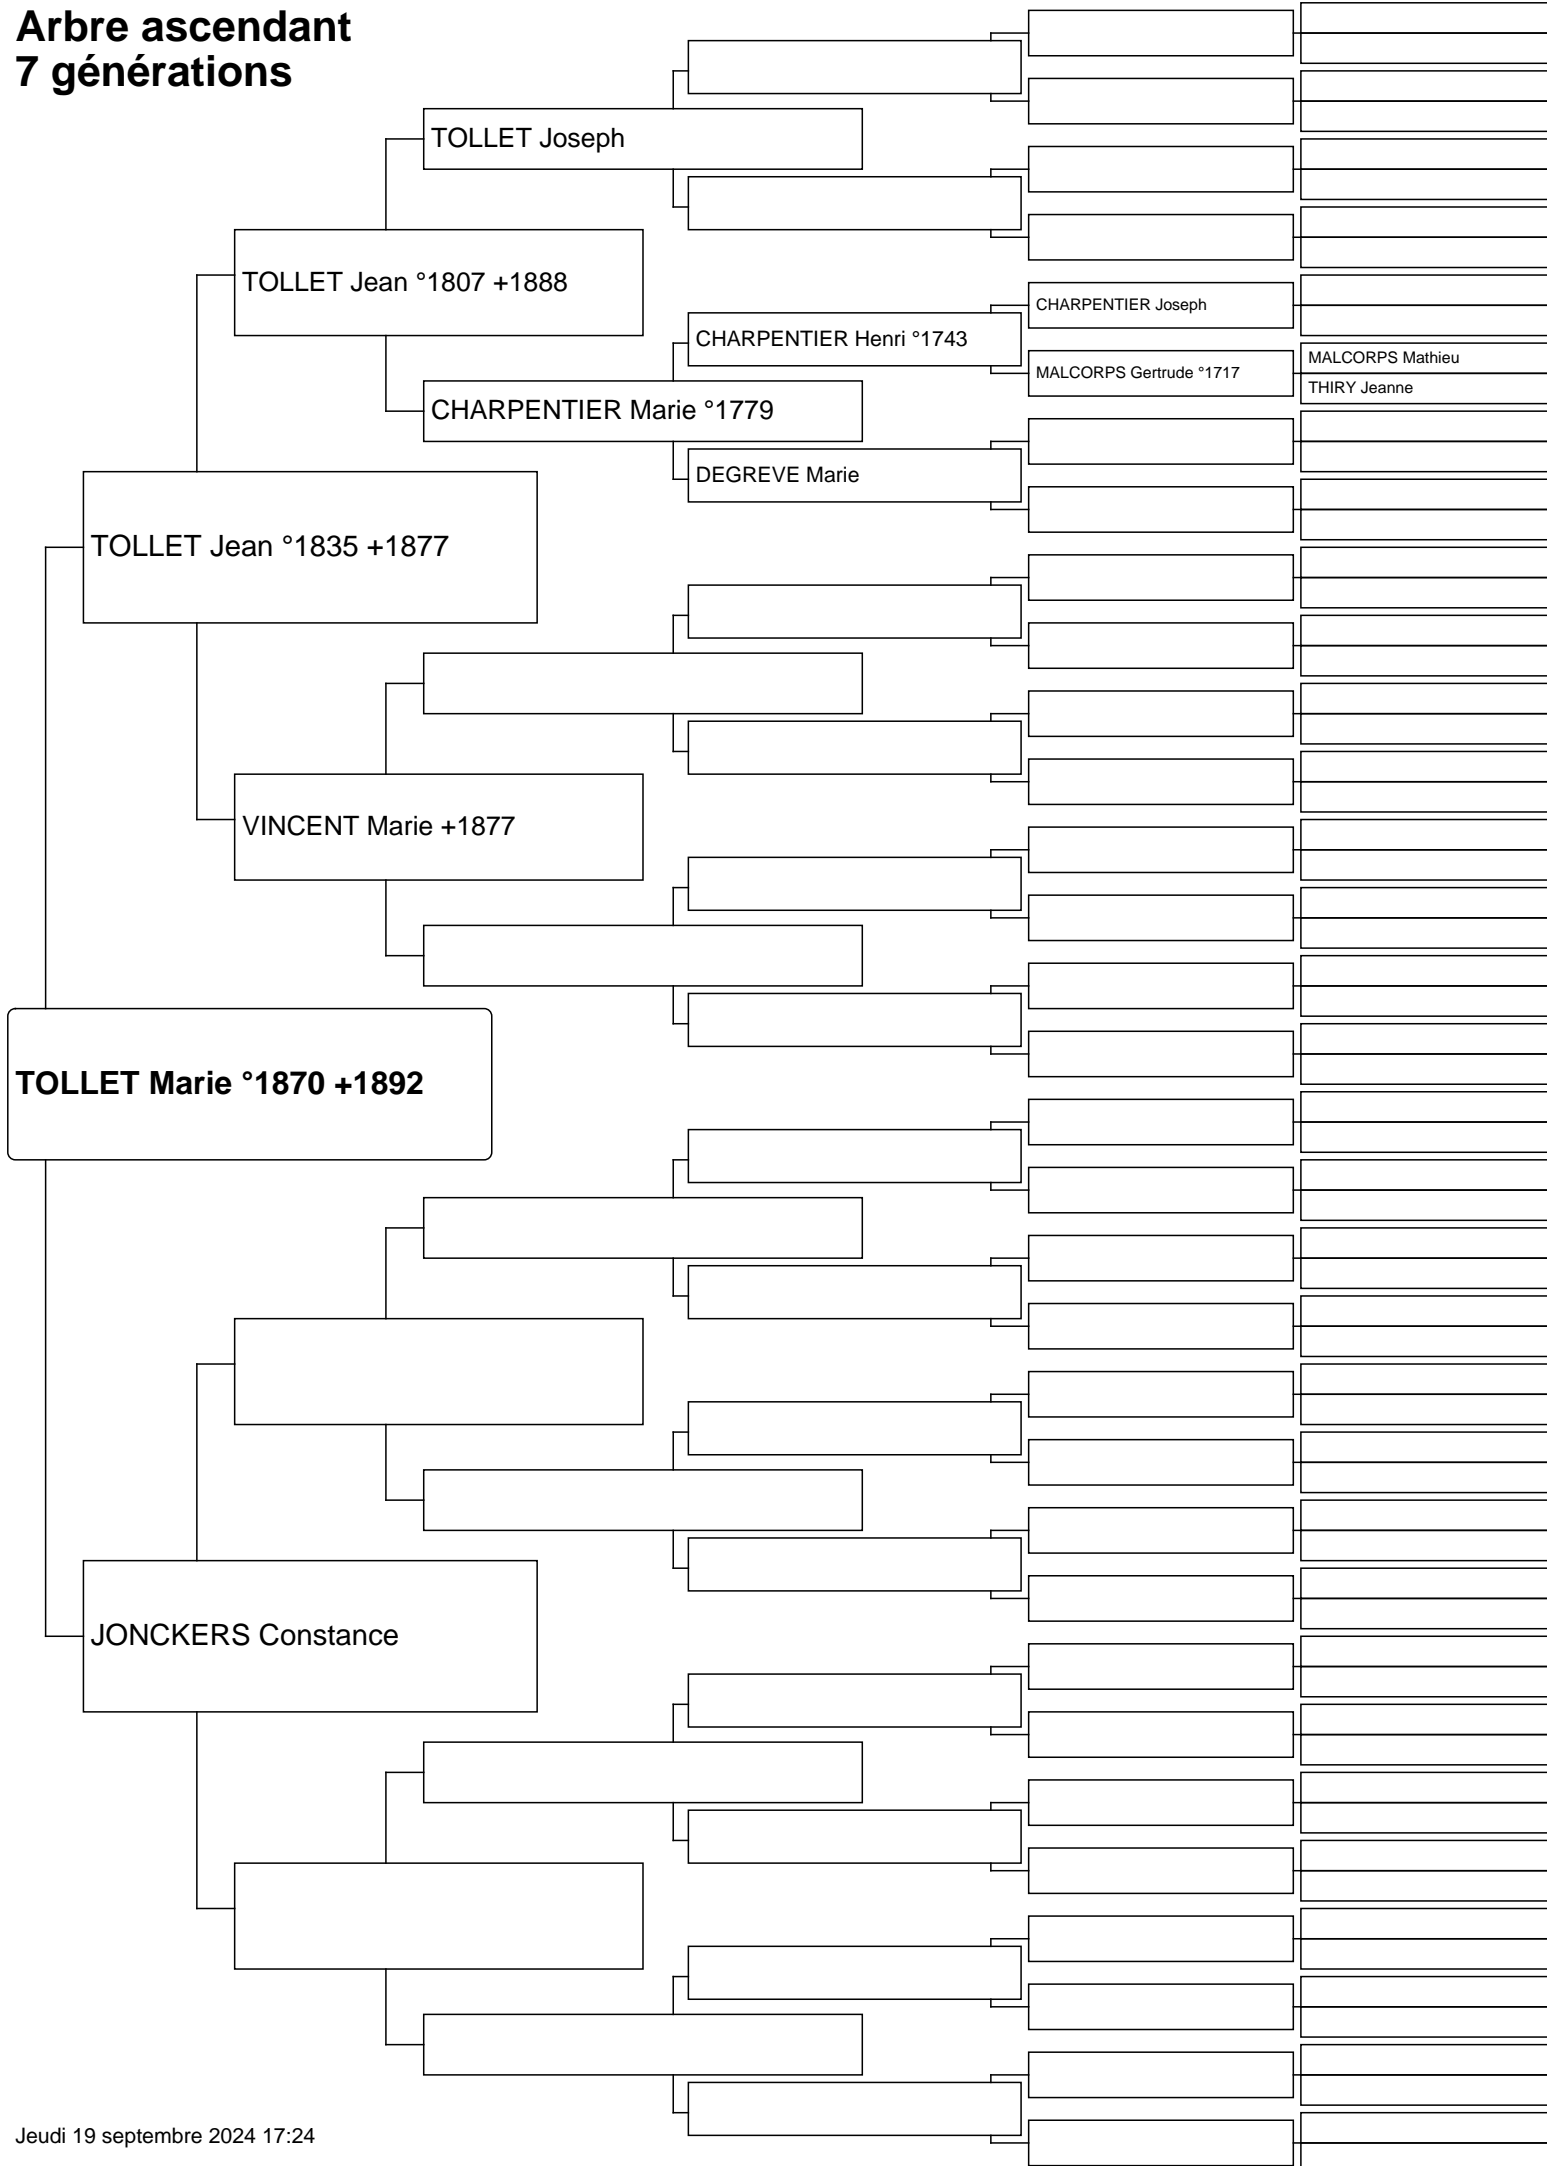 Arbre ascendant
7 générations
TOLLET Joseph
TOLLET Jean °1807 +1888
CHARPENTIER Joseph
CHARPENTIER Henri °1743
MALCORPS Mathieu
MALCORPS Gertrude °1717
THIRY Jeanne
CHARPENTIER Marie °1779
DEGREVE Marie
TOLLET Jean °1835 +1877
VINCENT Marie +1877
TOLLET Marie °1870 +1892
JONCKERS Constance
Jeudi 19 septembre 2024 17:24